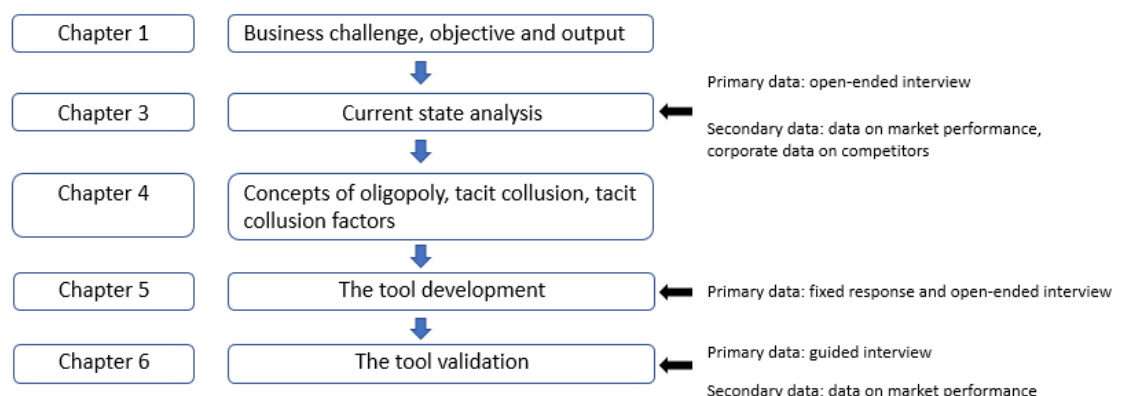 Chapter 1
Business challenge, objective and output
Primary data: open-ended interview
Chapter 3
Current state analysis
Secondary data: data on market performance,
corporate data on competitors
Chapter 4
Concepts of oligopoly, tacit collusion, tacit
collusion factors
Chapter 5
The tool development
Primary data: fixed response and open-ended interview
Chapter 6
The tool validation
Primary data: guided interview
Secondary data: data on market performance